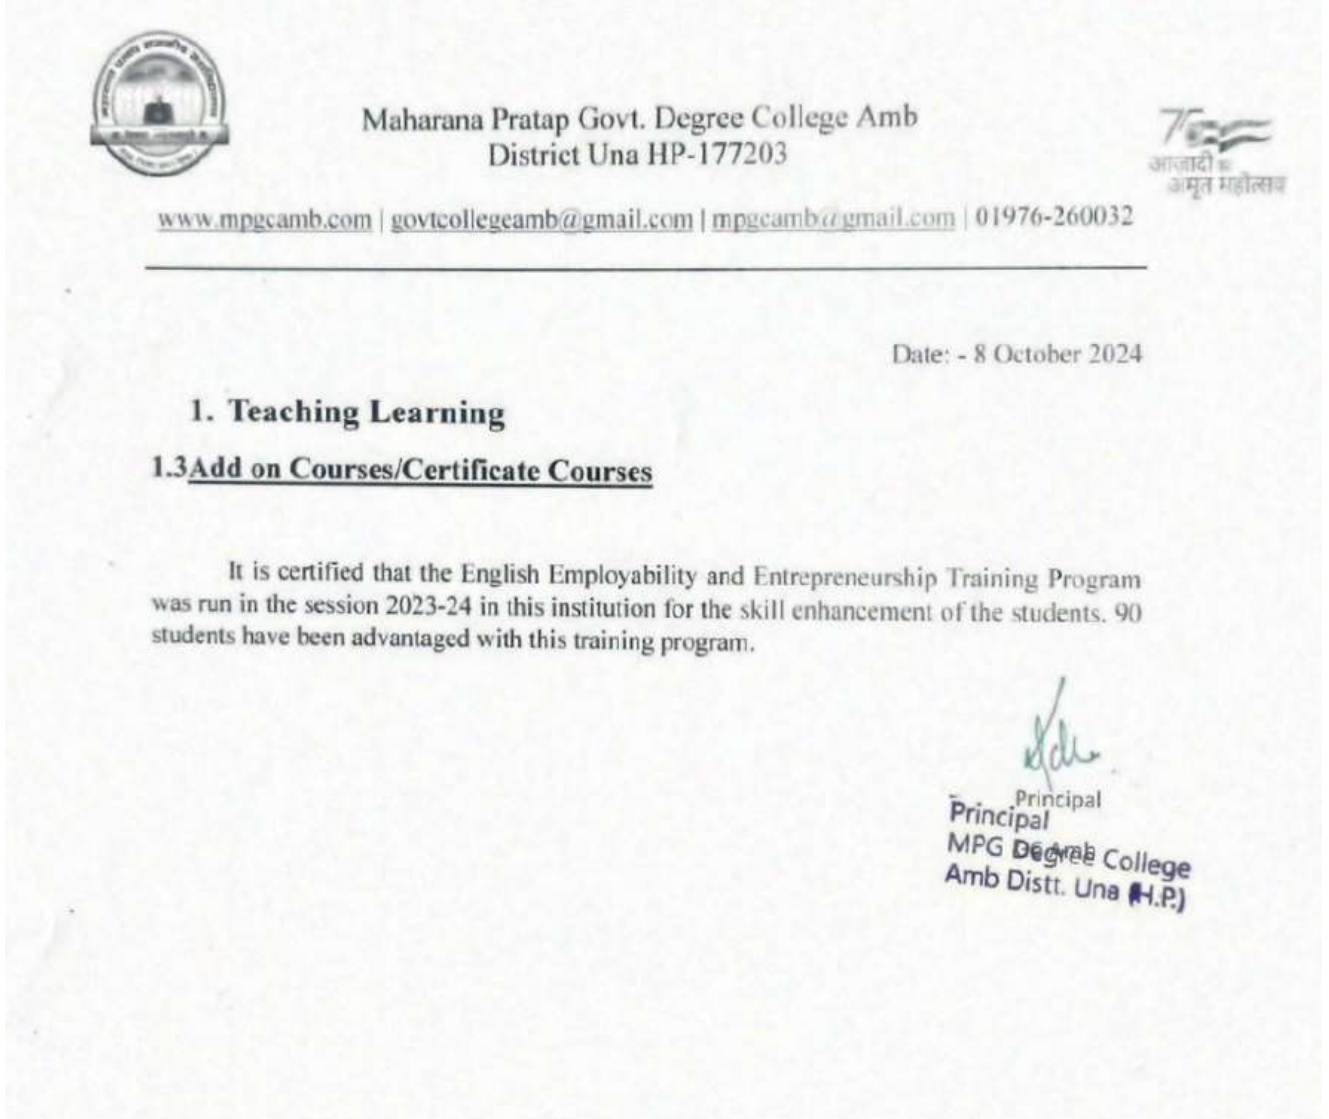 Maharana Pratap Govt. Degree College Amb
District Una HP-177203
आज़ादी का
अमृत महोत्सव
www.mpgcamb.com | govtcollegeamb@gmail.com | mpgcamb@gmail.com | 01976-260032
Date: - 8 October 2024
1. Teaching Learning
1.3Add on Courses/Certificate Courses
It is certified that the English Employability and Entrepreneurship Training Program
was run in the session 2023-24 in this institution for the skill enhancement of the students. 90
students have been advantaged with this training program.
Principal
Principal
MPG Degree College
Amb Distt. Una (H.P.)